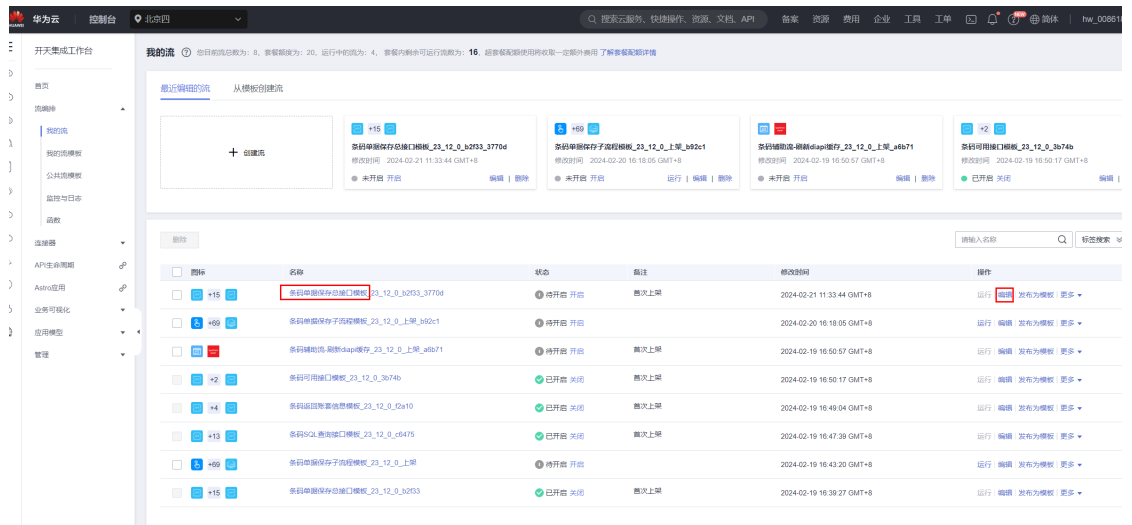 HUAWEI 华为云 控制台 北京四 搜索云服务、快捷操作、资源、文档、API 备案 资源 费用 企业 工具 工单 NEW 简体 hw_00861
开天集成工作台
首页
流编排
我的流
我的流模板
公共流模板
监控与日志
函数
连接器
API生命周期
Astro应用
业务可视化
应用模型
管理
我的流 您目前流总数为：8，套餐额度为：20，运行中的流为：4，套餐内剩余可运行流数为：16，超套餐配额使用将收取一定额外费用 了解套餐配额详情
最近编辑的流 从模板创建流
+ 创建流
+15
条码单据保存总接口模板_23_12_0_b2f33_3770d
修改时间 2024-02-21 11:33:44 GMT+8
未开启 开启 编辑 | 删除
+69
条码单据保存子流程模板_23_12_0_上架_b92c1
修改时间 2024-02-20 16:18:05 GMT+8
未开启 开启 运行 | 编辑 | 删除
条码辅助流-刷新diapi缓存_23_12_0_上架_a6b71
修改时间 2024-02-19 16:50:57 GMT+8
未开启 开启 编辑 | 删除
+2
条码可用接口模板_23_12_0_3b74b
修改时间 2024-02-19 16:50:17 GMT+8
已开启 关闭 编辑 |
删除 请输入名称 标签搜索
图标 名称 状态 备注 修改时间 操作
+15 条码单据保存总接口模板_23_12_0_b2f33_3770d 待开启 开启 首次上架 2024-02-21 11:33:44 GMT+8 运行 编辑 发布为模板 更多
+69 条码单据保存子流程模板_23_12_0_上架_b92c1 待开启 开启 2024-02-20 16:18:05 GMT+8 运行 编辑 发布为模板 更多
条码辅助流-刷新diapi缓存_23_12_0_上架_a6b71 待开启 开启 首次上架 2024-02-19 16:50:57 GMT+8 运行 编辑 发布为模板 更多
+2 条码可用接口模板_23_12_0_3b74b 已开启 关闭 首次上架 2024-02-19 16:50:17 GMT+8 运行 编辑 发布为模板 更多
+4 条码返回账套信息模板_23_12_0_f2a10 已开启 关闭 首次上架 2024-02-19 16:49:04 GMT+8 运行 编辑 发布为模板 更多
+13 条码SQL查询接口模板_23_12_0_c6475 已开启 关闭 首次上架 2024-02-19 16:47:39 GMT+8 运行 编辑 发布为模板 更多
+69 条码单据保存子流程模板_23_12_0_上架 待开启 开启 2024-02-19 16:43:20 GMT+8 运行 编辑 发布为模板 更多
+15 条码单据保存总接口模板_23_12_0_b2f33 已开启 关闭 首次上架 2024-02-19 16:39:27 GMT+8 运行 编辑 发布为模板 更多